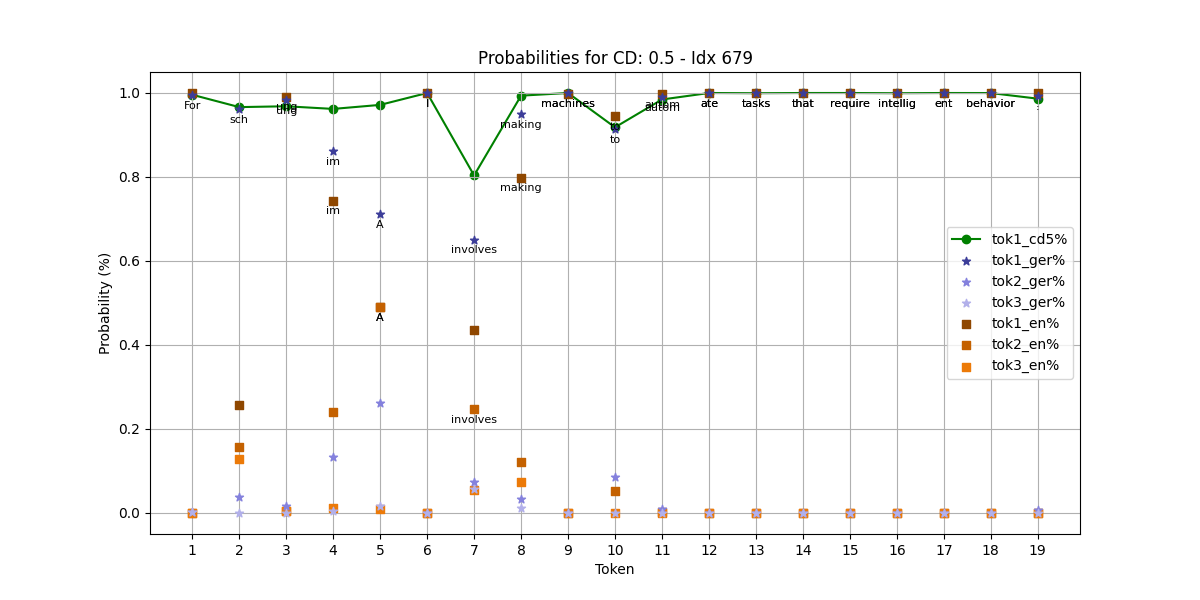 Probabilities for CD: 0.5 - Idx 679
Probability (%)
1.0
0.8
0.6
0.4
0.2
0.0
For
sch
ung
im
im
A
A
I
involves
involves
making
making
machines
to
to
autom
autom
ate
tasks
that
require
intellig
ent
behavior
.
tok1_cd5%
tok1_ger%
tok2_ger%
tok3_ger%
tok1_en%
tok2_en%
tok3_en%
1 2 3 4 5 6 7 8 9 10 11 12 13 14 15 16 17 18 19
Token